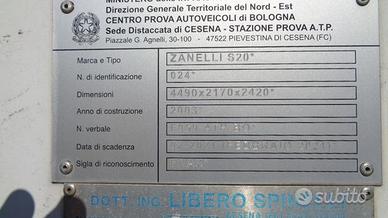 Direzione Generale Territoriale del Nord - Est
CENTRO PROVA AUTOVEICOLI di BOLOGNA
Sede Distaccata di CESENA - STAZIONE PROVA A.T.P.
Piazzale G. Agnelli, 30-100 - 47522 PIEVESTINA DI CESENA (FC)
Marca e Tipo ZANELLI S20*
N. di identificazione 024*
Dimensioni 4490x2170x2420*
Anno di costruzione 2003*
N. verbale
Data di scadenza
Sigla di riconoscimento
DOTT. ING. LIBERO
subito